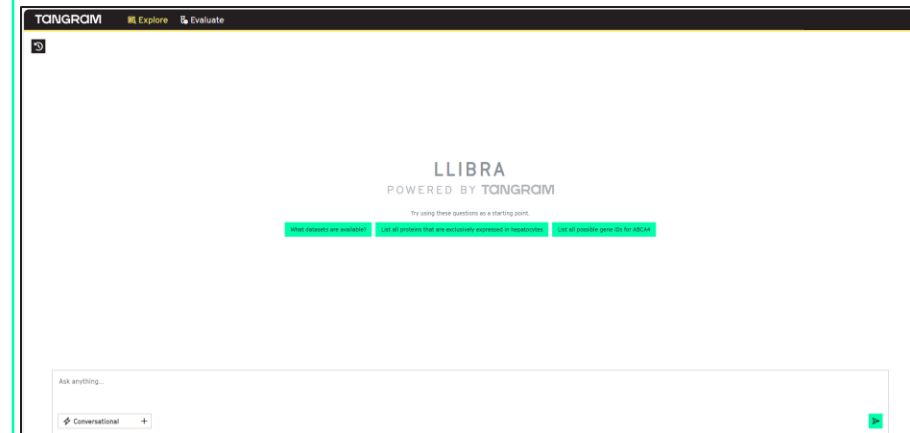 TANGRAM Explore Evaluate
LLIBRA
POWERED BY TANGRAM
Try using these questions as a starting point.
What datasets are available? List all proteins that are exclusively expressed in hepatocytes List all possible gene IDs for ABCA4
Ask anything...
Conversational +